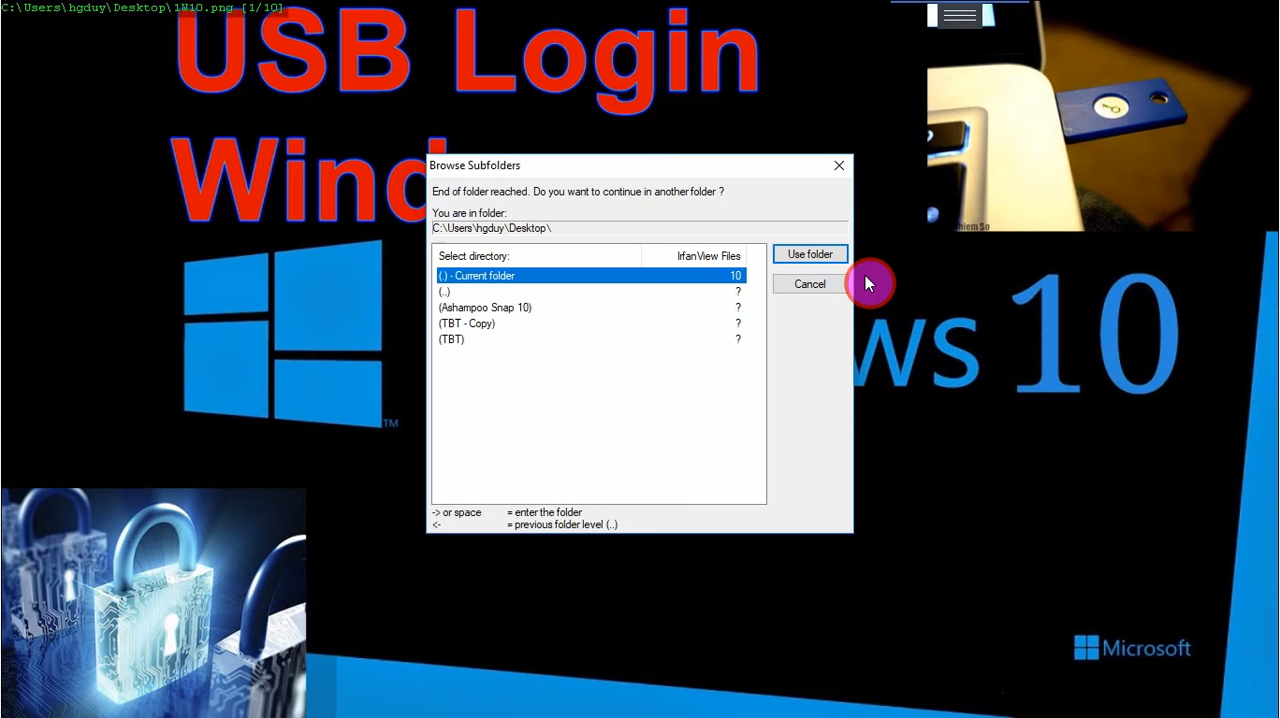 C:\Users\hgduy\Desktop\1W10.png [1/10]
USB Login
Wind
Browse Subfolders
End of folder reached. Do you want to continue in another folder ?
You are in folder:
C:\Users\hgduy\Desktop\
Select directory: IrfanView Files
(.) - Current folder 10
(..) ?
(Ashampoo Snap 10) ?
(TBT - Copy) ?
(TBT) ?
Use folder
Cancel
-> or space = enter the folder
<- = previous folder level (..)
ws 10
TM
Microsoft